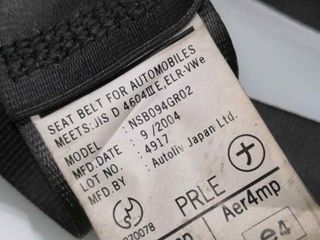 SEAT BELT FOR AUTOMOBILES
MEETS: JIS D 4604ⅢE, ELR-VWe
MODEL : NSB094GR02
MFD.DATE : 9/2004
LOT NO. : 4917
MFD BY : Autoliv Japan Ltd.
PRLE
Aer4mp
e4